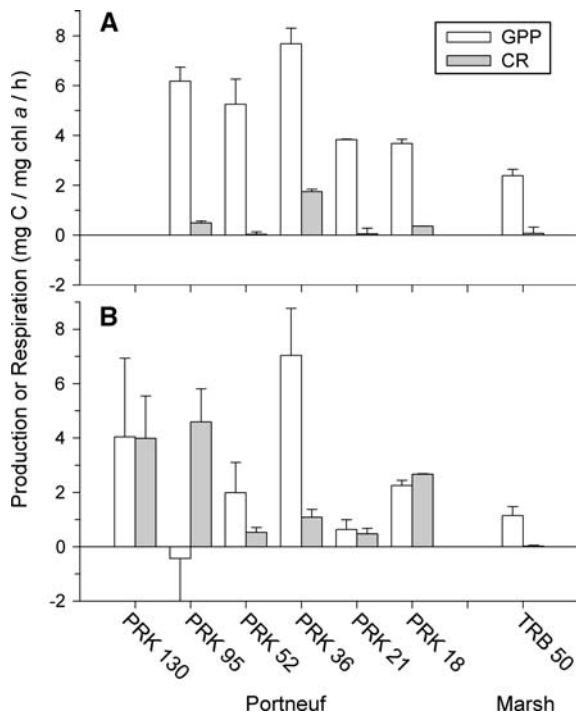 A
GPP
CR
8
6
4
2
0
-2
Production or Respiration (mg C / mg chl a / h)
B
8
6
4
2
0
-2
PRK 130
PRK 95
PRK 52
PRK 36
PRK 21
PRK 18
TRB 50
Portneuf
Marsh